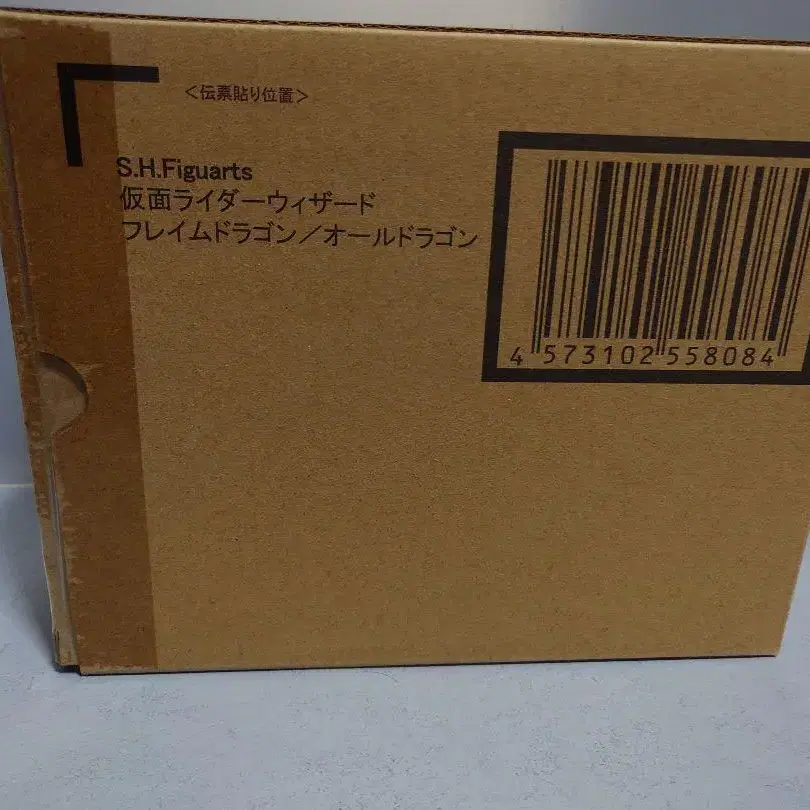 ＜伝票貼り位置＞
S.H.Figuarts
仮面ライダーウィザード
フレイムドラゴン／オールドラゴン
4 573102 558084